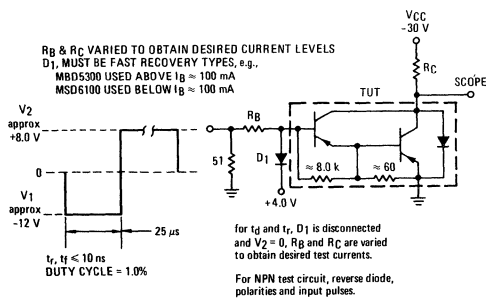 VCC
-30 V
RB & RC VARIED TO OBTAIN DESIRED CURRENT LEVELS
D1, MUST BE FAST RECOVERY TYPES, e.g.,
MBD5300 USED ABOVE IB ≈ 100 mA
MSD6100 USED BELOW IB ≈ 100 mA
RC
SCOPE
TUT
V2
approx
+8.0 V
RB
51
D1
≈ 8.0 k
≈ 60
0
V1
approx
-12 V
+4.0 V
25 µs
for td and tr, D1 is disconnected
and V2 = 0, RB and RC are varied
to obtain desired test currents.
tr, tf ≤ 10 ns
DUTY CYCLE = 1.0%
For NPN test circuit, reverse diode,
polarities and input pulses.